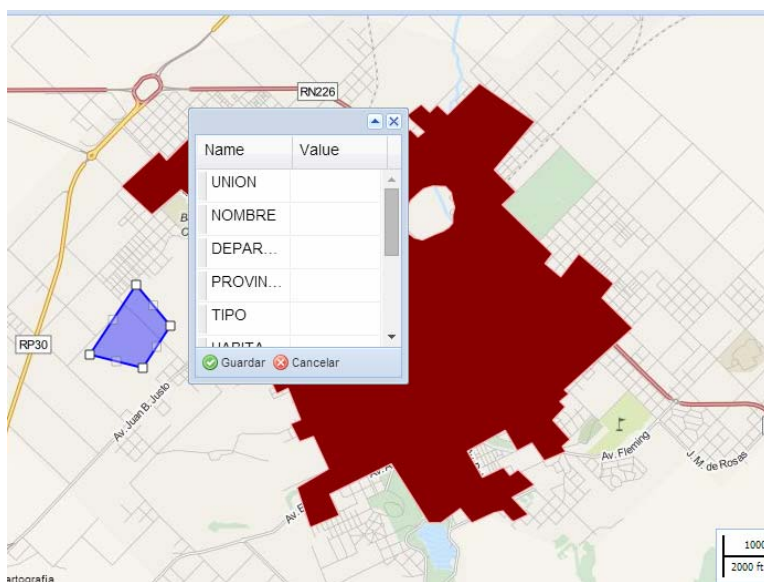 RN226
Name Value
UNION
NOMBRE
DEPAR...
PROVIN...
TIPO
Guardar Cancelar
RP30
Av. Juan B. Justo
Av. Fleming
J. M. de Rosas
1000
2000 ft
artografia